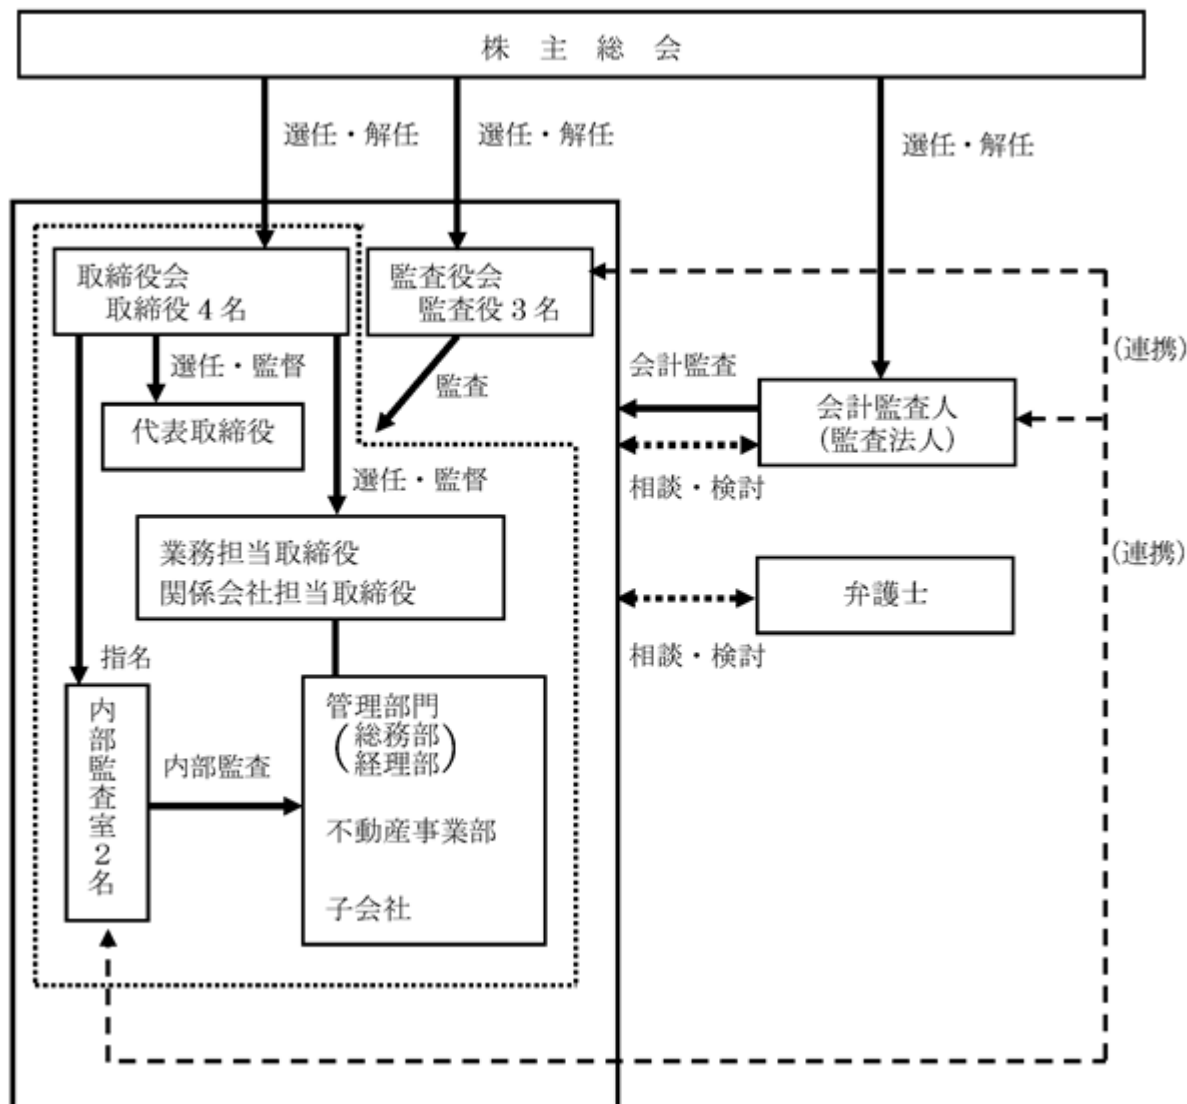 株主総会
選任・解任
選任・解任
選任・解任
取締役会
取締役4名
監査役会
監査役3名
(連携)
選任・監督
監査
会計監査
会計監査人
(監査法人)
代表取締役
選任・監督
相談・検討
業務担当取締役
関係会社担当取締役
(連携)
弁護士
相談・検討
指名
内部監査室2名
内部監査
管理部門
(総務部
経理部)
不動産事業部
子会社